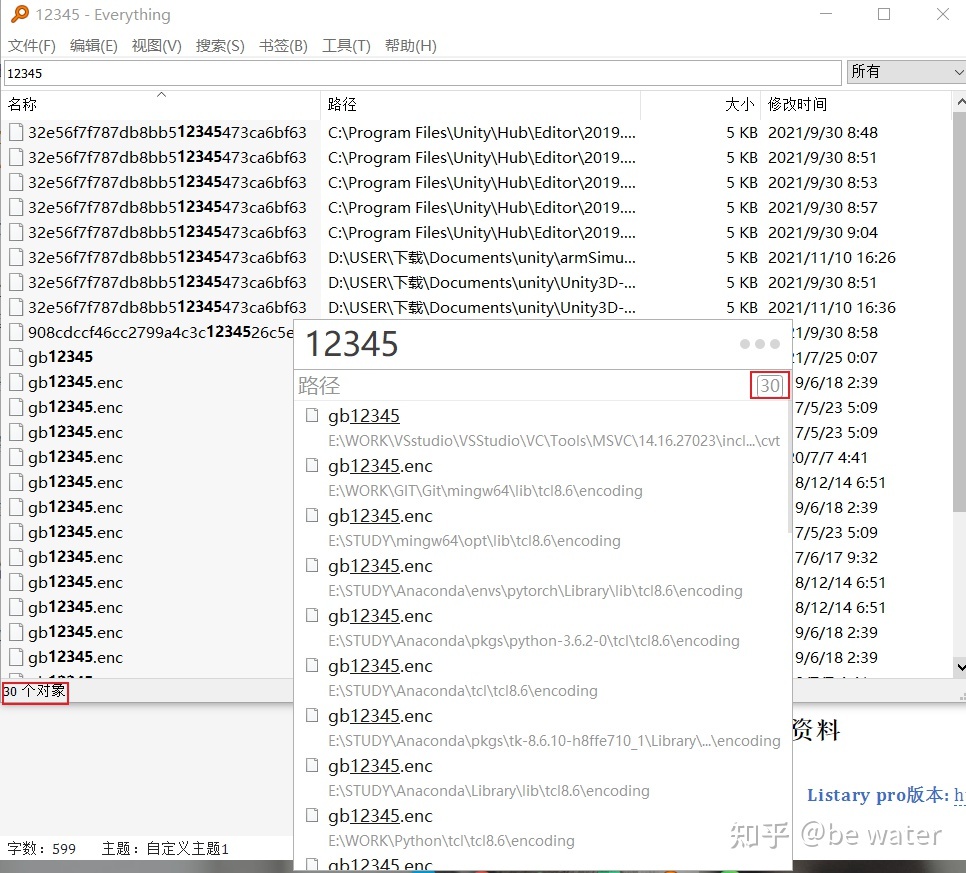 12345 - Everything
文件(F) 编辑(E) 视图(V) 搜索(S) 书签(B) 工具(T) 帮助(H)
12345 所有
名称 路径 大小 修改时间
32e56f7f787db8bb512345473ca6bf63 C:\Program Files\Unity\Hub\Editor\2019.... 5 KB 2021/9/30 8:48
32e56f7f787db8bb512345473ca6bf63 C:\Program Files\Unity\Hub\Editor\2019.... 5 KB 2021/9/30 8:51
32e56f7f787db8bb512345473ca6bf63 C:\Program Files\Unity\Hub\Editor\2019.... 5 KB 2021/9/30 8:53
32e56f7f787db8bb512345473ca6bf63 C:\Program Files\Unity\Hub\Editor\2019.... 5 KB 2021/9/30 8:57
32e56f7f787db8bb512345473ca6bf63 C:\Program Files\Unity\Hub\Editor\2019.... 5 KB 2021/9/30 9:04
32e56f7f787db8bb512345473ca6bf63 D:\USER\下载\Documents\unity\armSimu... 5 KB 2021/11/10 16:26
32e56f7f787db8bb512345473ca6bf63 D:\USER\下载\Documents\unity\Unity3D-... 5 KB 2021/9/30 8:51
32e56f7f787db8bb512345473ca6bf63 D:\USER\下载\Documents\unity\Unity3D-... 5 KB 2021/11/10 16:36
908cdccf46cc2799a4c3c1234526c5e 1/9/30 8:58
gb12345 1/7/25 0:07
gb12345.enc 9/6/18 2:39
gb12345.enc 7/5/23 5:09
gb12345.enc 7/5/23 5:09
gb12345.enc 0/7/7 4:41
gb12345.enc 8/12/14 6:51
gb12345.enc 9/6/18 2:39
gb12345.enc 7/5/23 5:09
gb12345.enc 7/6/17 9:32
gb12345.enc 8/12/14 6:51
gb12345.enc 8/12/14 6:51
gb12345.enc 9/6/18 2:39
gb12345.enc 9/6/18 2:39
30 个对象
12345
路径 30
gb12345
E:\WORK\VSstudio\VSStudio\VC\Tools\MSVC\14.16.27023\incl...\cvt
gb12345.enc
E:\WORK\GIT\Git\mingw64\lib\tcl8.6\encoding
gb12345.enc
E:\STUDY\mingw64\opt\lib\tcl8.6\encoding
gb12345.enc
E:\STUDY\Anaconda\envs\pytorch\Library\lib\tcl8.6\encoding
gb12345.enc
E:\STUDY\Anaconda\pkgs\python-3.6.2-0\tcl\tcl8.6\encoding
gb12345.enc
E:\STUDY\Anaconda\tcl\tcl8.6\encoding
gb12345.enc
E:\STUDY\Anaconda\pkgs\tk-8.6.10-h8ffe710_1\Library\...\encoding
gb12345.enc
E:\STUDY\Anaconda\Library\lib\tcl8.6\encoding
gb12345.enc
E:\WORK\Python\tcl\tcl8.6\encoding
gb12345.enc
资料
Listary pro版本: h
知乎 @be water
字数：599 主题：自定义主题1